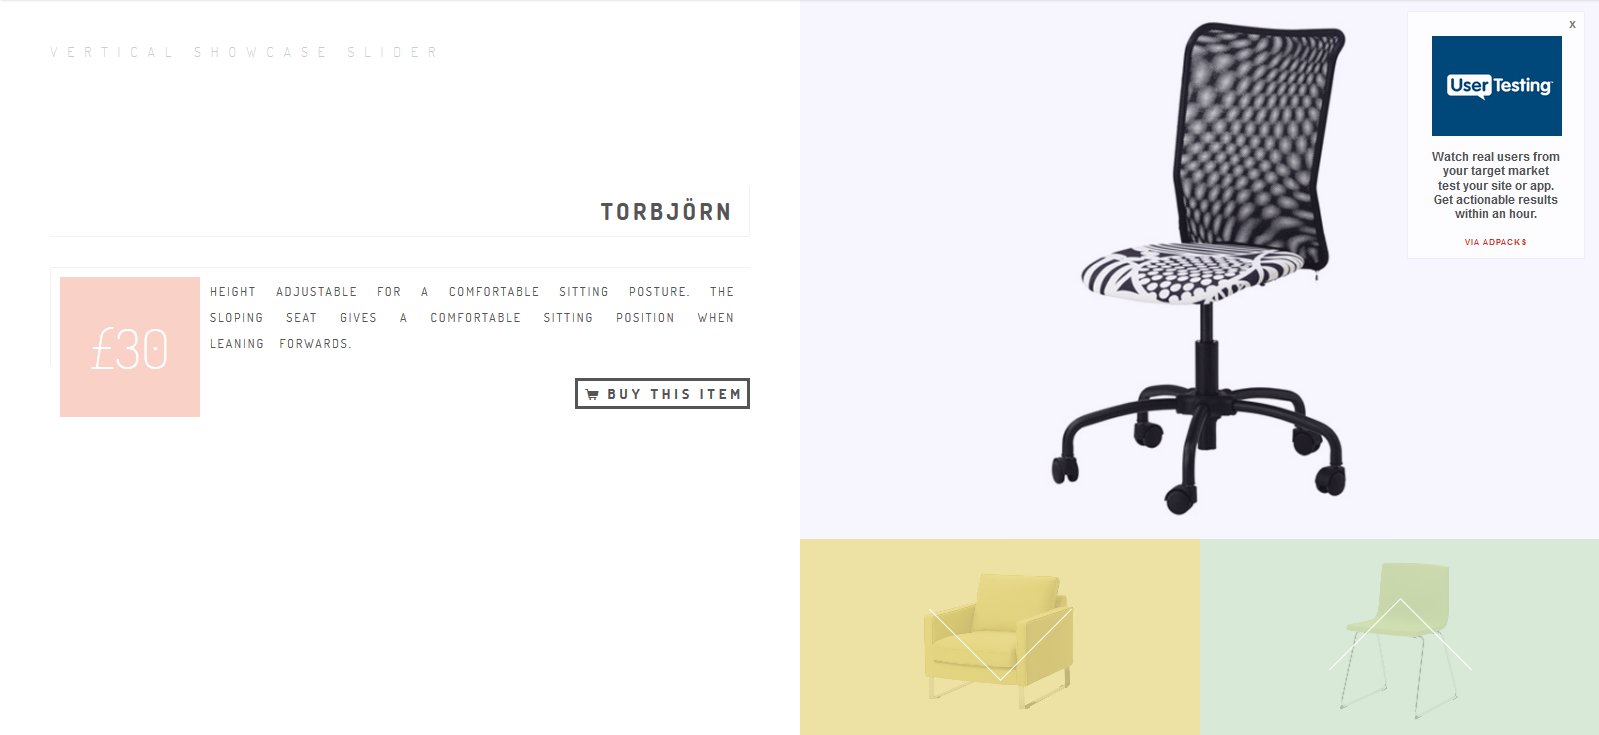 VERTICAL SHOWCASE SLIDER
TORBJÖRN
£30
HEIGHT ADJUSTABLE FOR A COMFORTABLE SITTING POSTURE. THE
SLOPING SEAT GIVES A COMFORTABLE SITTING POSITION WHEN
LEANING FORWARDS.
BUY THIS ITEM
x
User Testing
Watch real users from
your target market
test your site or app.
Get actionable results
within an hour.
VIA ADPACKS